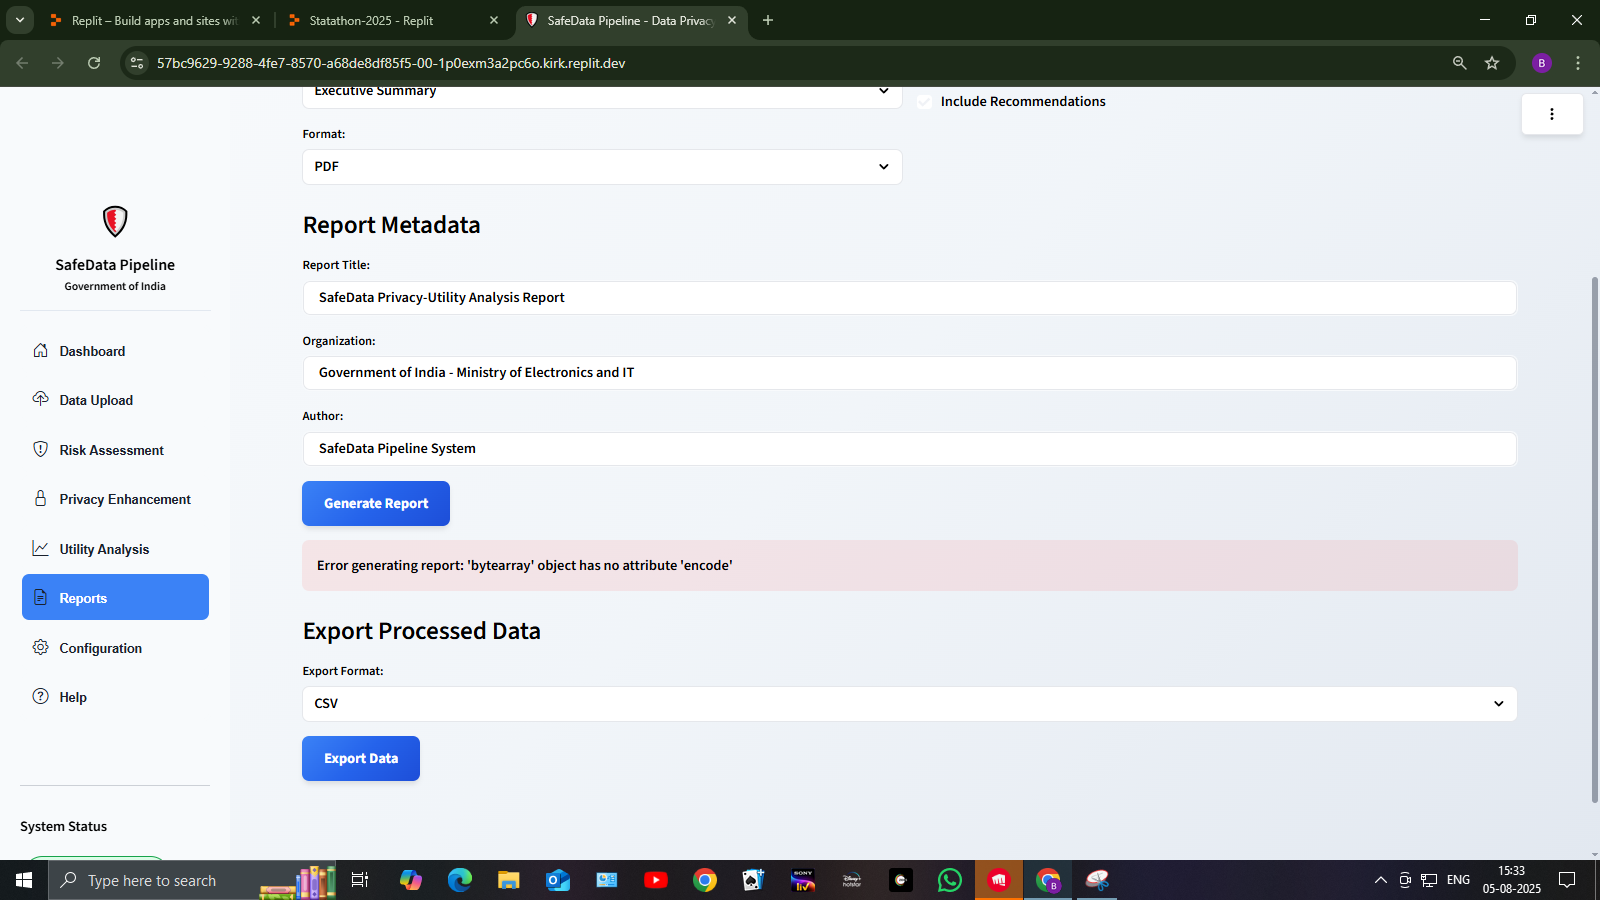 Replit – Build apps and sites wit
Statathon-2025 - Replit
SafeData Pipeline - Data Privacy
57bc9629-9288-4fe7-8570-a68de8df85f5-00-1p0exm3a2pc6o.kirk.replit.dev
B
SafeData Pipeline
Government of India
Dashboard
Data Upload
Risk Assessment
Privacy Enhancement
Utility Analysis
Reports
Configuration
Help
System Status
Executive Summary
Include Recommendations
Format:
PDF
Report Metadata
Report Title:
SafeData Privacy-Utility Analysis Report
Organization:
Government of India - Ministry of Electronics and IT
Author:
SafeData Pipeline System
Generate Report
Error generating report: 'bytearray' object has no attribute 'encode'
Export Processed Data
Export Format:
CSV
Export Data
Type here to search
SONY
liv
Disney+
hotstar
B
ENG
15:33
05-08-2025